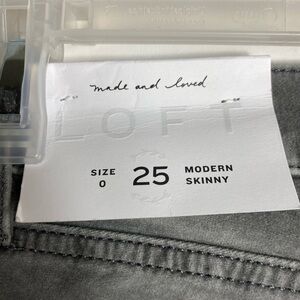 made and loved
LOFT
SIZE 25 MODERN
0 SKINNY